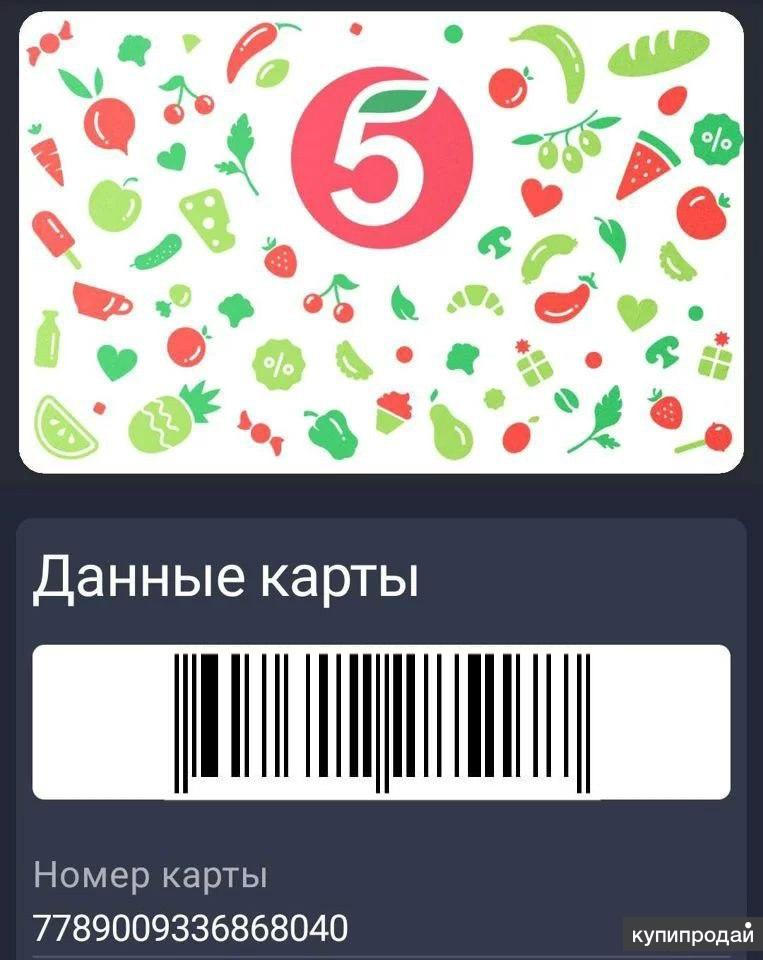 5
Данные карты
Номер карты
7789009336868040
купипродай